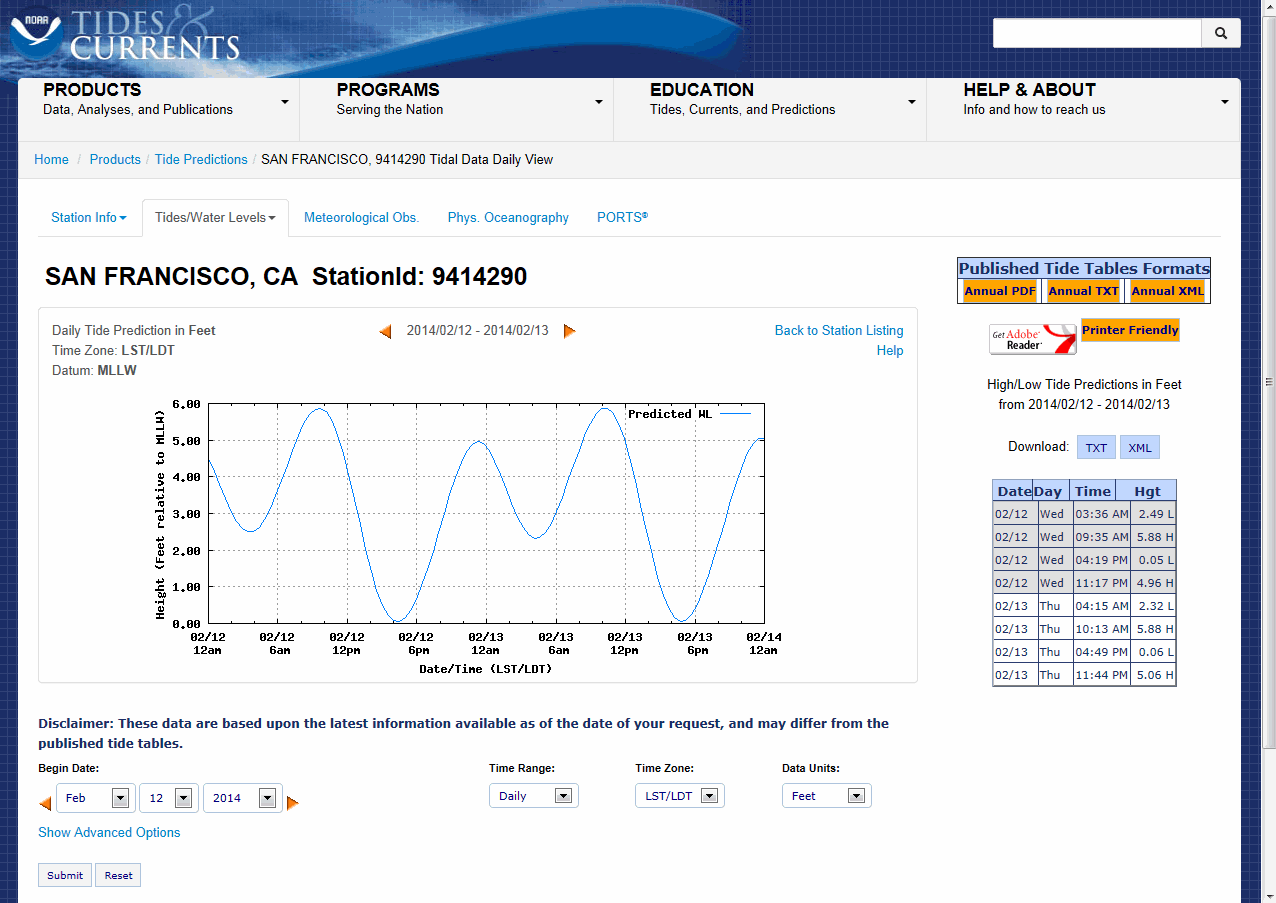 NOAA
TIDES &
CURRENTS
PRODUCTS
Data, Analyses, and Publications
PROGRAMS
Serving the Nation
EDUCATION
Tides, Currents, and Predictions
HELP & ABOUT
Info and how to reach us
Home / Products / Tide Predictions / SAN FRANCISCO, 9414290 Tidal Data Daily View
Station Info Tides/Water Levels Meteorological Obs. Phys. Oceanography PORTS®
SAN FRANCISCO, CA StationId: 9414290
Daily Tide Prediction in Feet
Time Zone: LST/LDT
Datum: MLLW
2014/02/12 - 2014/02/13
Back to Station Listing
Help
Height (Feet relative to MLLW)
6.00
5.00
4.00
3.00
2.00
1.00
0.00
Predicted WL
02/12 02/12 02/12 02/12 02/13 02/13 02/13 02/13 02/14
12am 6am 12pm 6pm 12am 6am 12pm 6pm 12am
Date/Time (LST/LDT)
Published Tide Tables Formats
Annual PDF Annual TXT Annual XML
Get Adobe®
Reader®
Printer Friendly
High/Low Tide Predictions in Feet
from 2014/02/12 - 2014/02/13
Download: TXT XML
Date Day Time Hgt
02/12 Wed 03:36 AM 2.49 L
02/12 Wed 09:35 AM 5.88 H
02/12 Wed 04:19 PM 0.05 L
02/12 Wed 11:17 PM 4.96 H
02/13 Thu 04:15 AM 2.32 L
02/13 Thu 10:13 AM 5.88 H
02/13 Thu 04:49 PM 0.06 L
02/13 Thu 11:44 PM 5.06 H
Disclaimer: These data are based upon the latest information available as of the date of your request, and may differ from the
published tide tables.
Begin Date:
Feb 12 2014
Time Range:
Daily
Time Zone:
LST/LDT
Data Units:
Feet
Show Advanced Options
Submit Reset